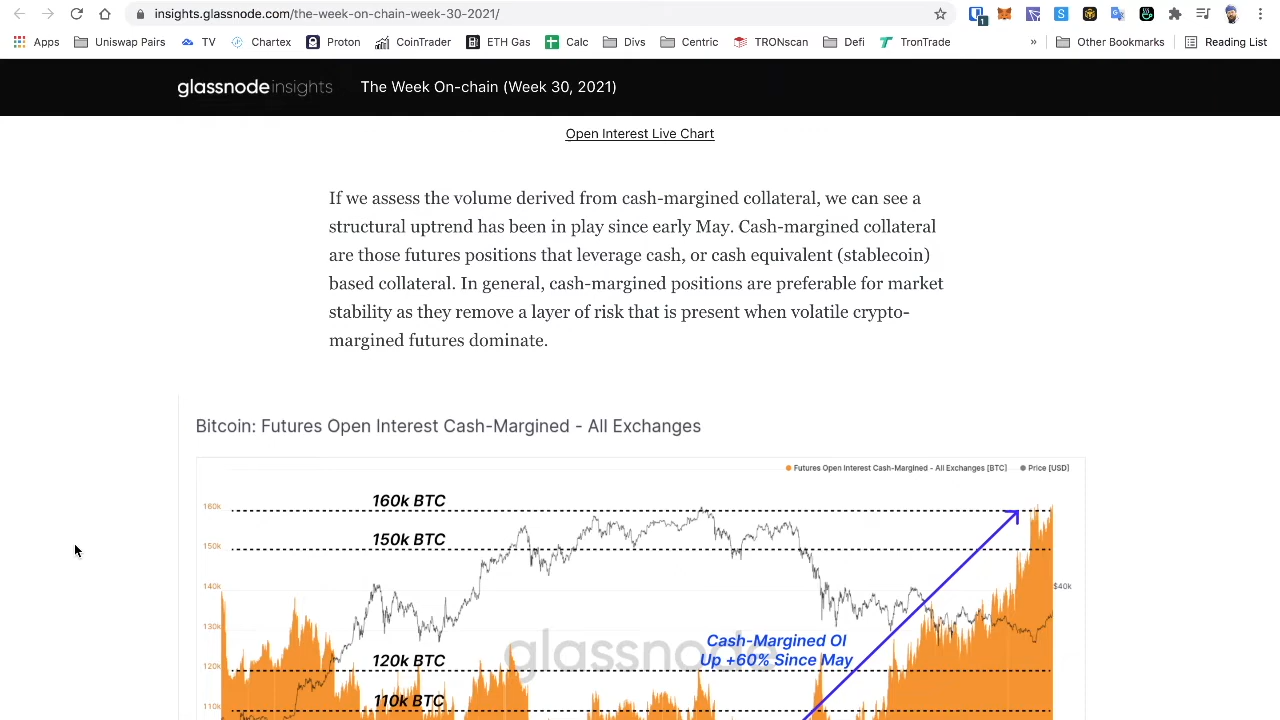 insights.glassnode.com/the-week-on-chain-week-30-2021/
1
Apps
Uniswap Pairs
TV
Chartex
Proton
CoinTrader
ETH Gas
Calc
Divs
Centric
TRONscan
Defi
TronTrade
»
Other Bookmarks
Reading List
glassnode insights
The Week On-chain (Week 30, 2021)
Open Interest Live Chart
If we assess the volume derived from cash-margined collateral, we can see a
structural uptrend has been in play since early May. Cash-margined collateral
are those futures positions that leverage cash, or cash equivalent (stablecoin)
based collateral. In general, cash-margined positions are preferable for market
stability as they remove a layer of risk that is present when volatile crypto-
margined futures dominate.
Bitcoin: Futures Open Interest Cash-Margined - All Exchanges
Futures Open Interest Cash-Margined - All Exchanges [BTC]
Price [USD]
160k
160k BTC
150k
150k BTC
140k
$40k
130k
glassnode
Cash-Margined OI
Up +60% Since May
120k
120k BTC
110k
110k BTC